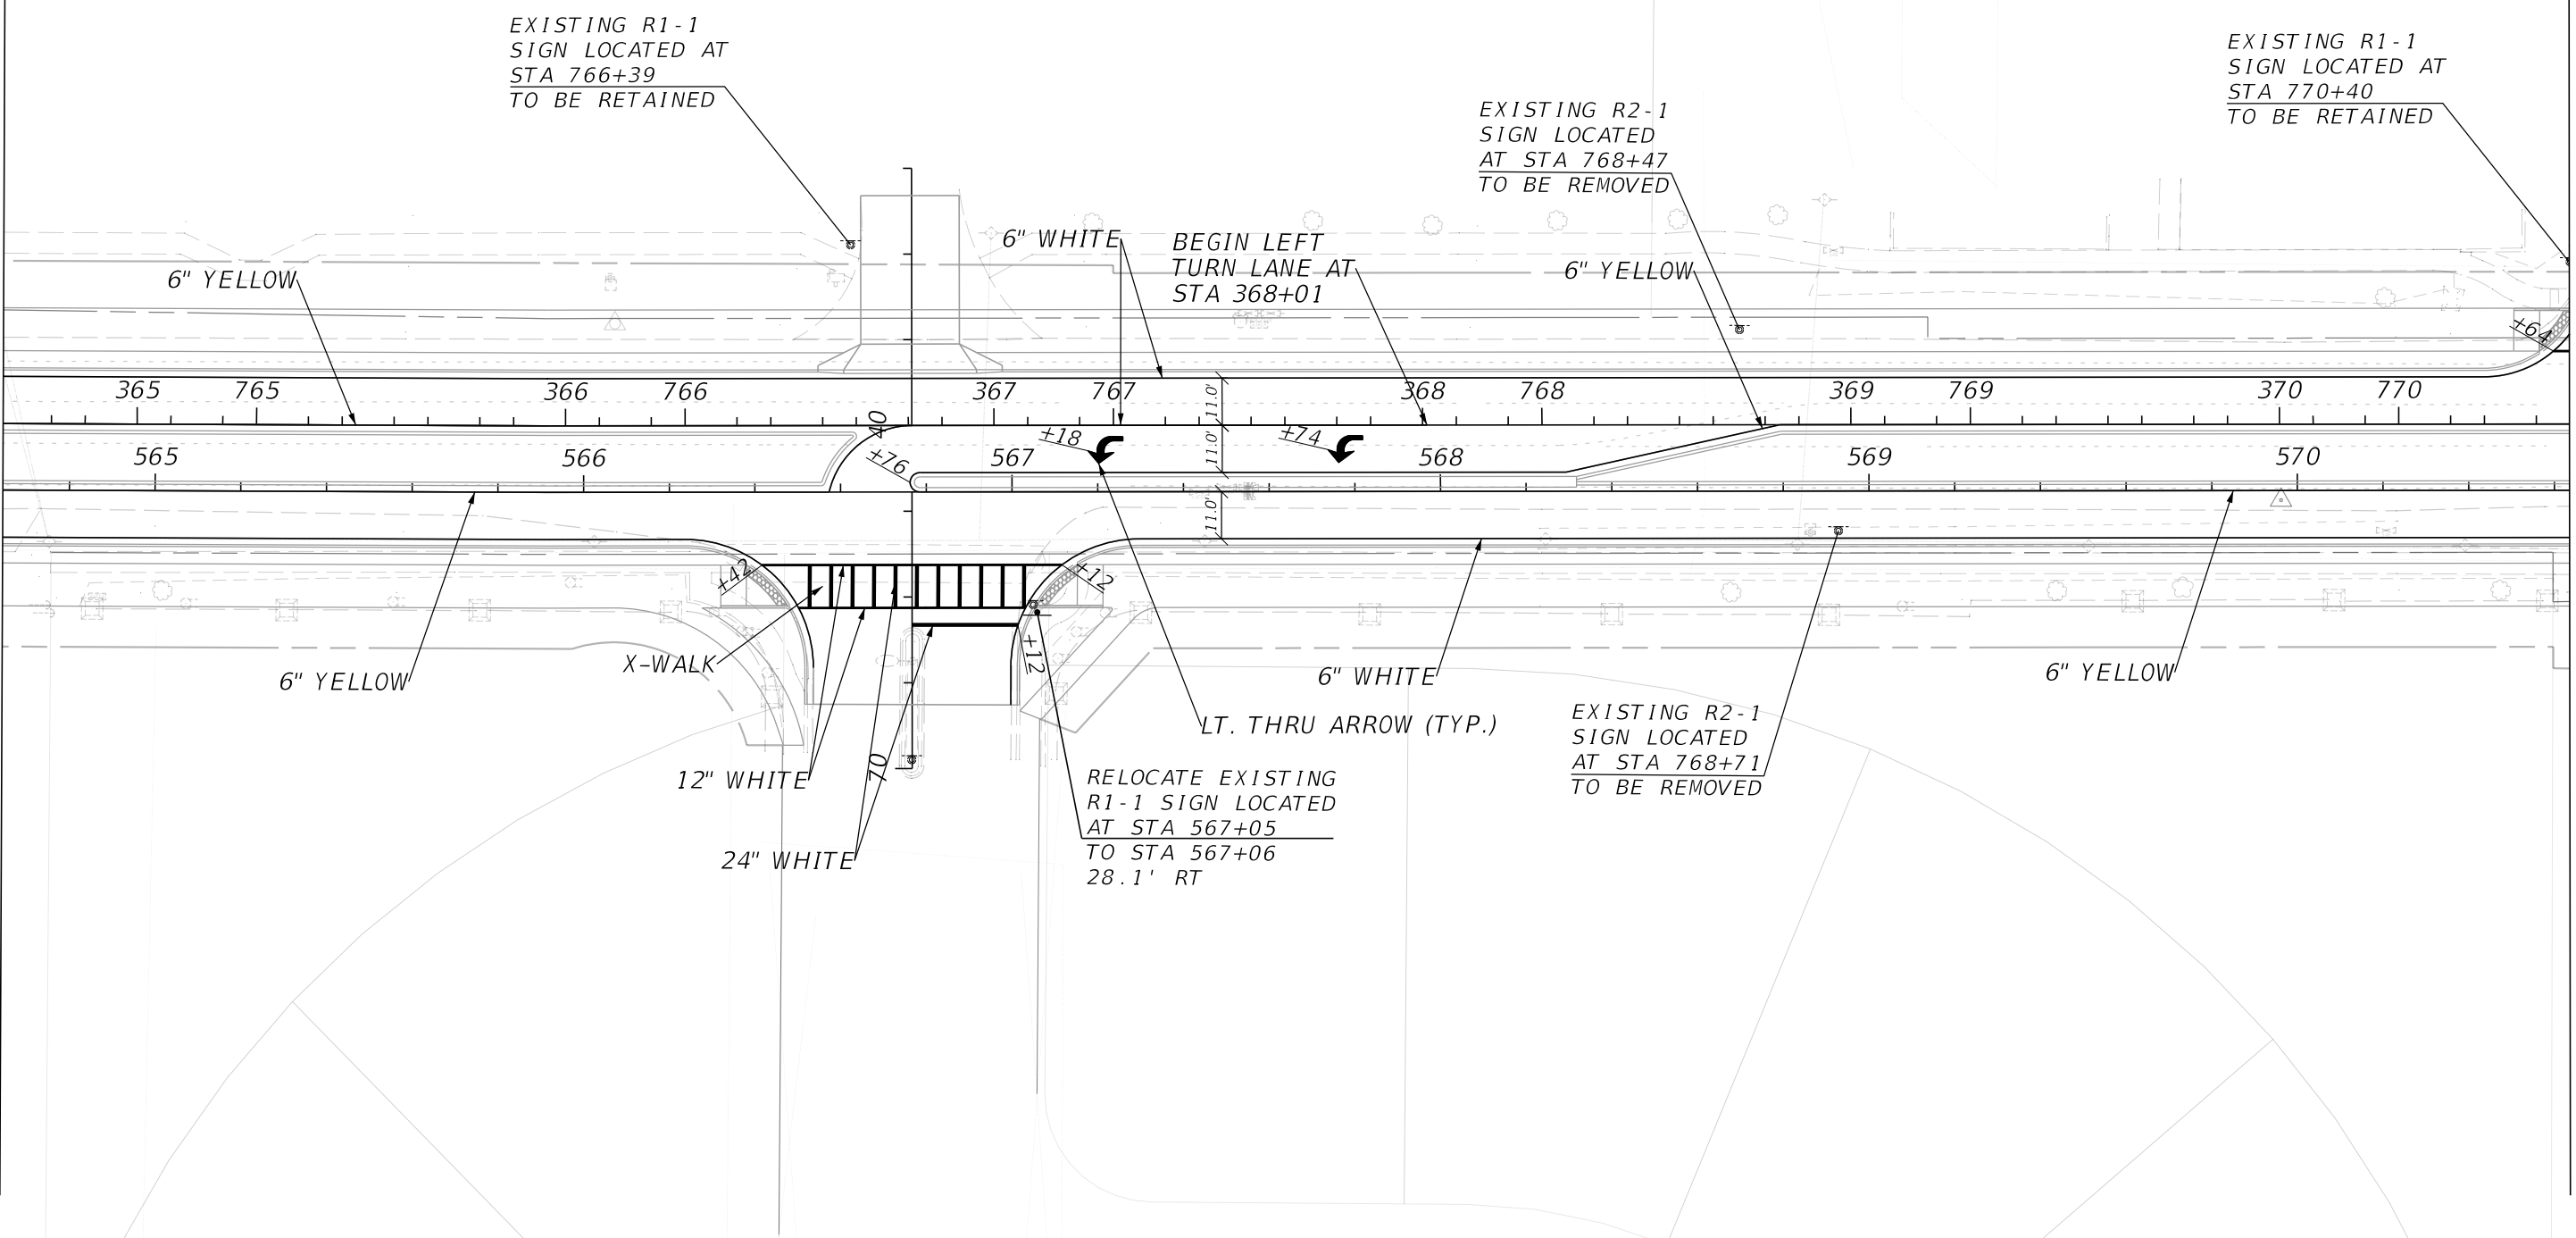 EXISTING R1-1
SIGN LOCATED AT
STA 766+39
TO BE RETAINED
EXISTING R1-1
SIGN LOCATED AT
STA 770+40
TO BE RETAINED
EXISTING R2-1
SIGN LOCATED
AT STA 768+47
TO BE REMOVED
6" WHITE
BEGIN LEFT
TURN LANE AT
STA 368+01
6" YELLOW
6" YELLOW
+64
365 765 366 766 367 767 368 768 369 769 370 770
11.0'
40
+18
+74
11.0'
+76
565 566 567 568 569 570
11.0'
+42
+12
+12
X-WALK
6" YELLOW
6" WHITE
6" YELLOW
LT. THRU ARROW (TYP.)
EXISTING R2-1
SIGN LOCATED
AT STA 768+71
TO BE REMOVED
12" WHITE
70
RELOCATE EXISTING
R1-1 SIGN LOCATED
AT STA 567+05
TO STA 567+06
28.1' RT
24" WHITE